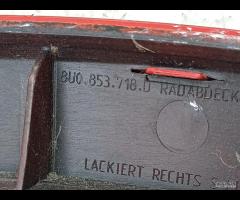 8U0.853.718.D RADABDECK
LACKIERT RECHTS